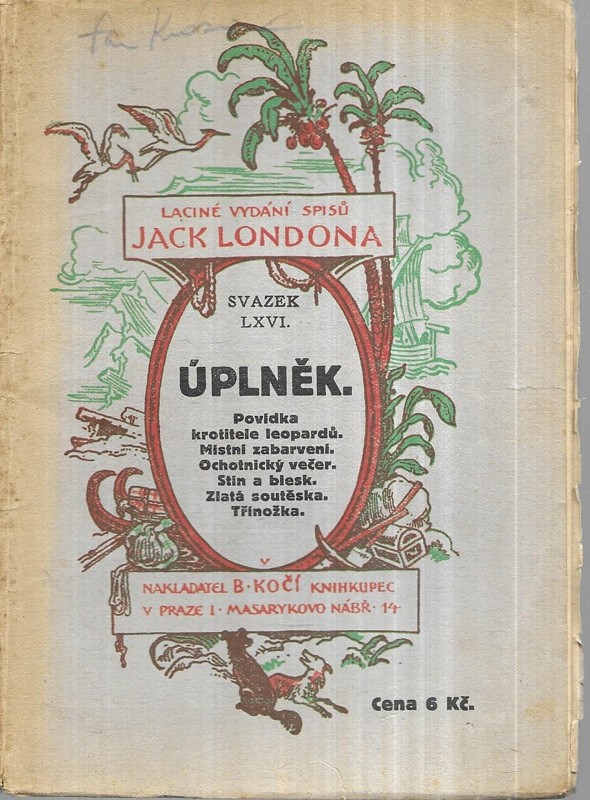 LACINÉ VYDÁNÍ SPISŮ
JACK LONDONA
SVAZEK
LXVI.
ÚPLNĚK.
Povídka
krotitele leopardů.
Místní zabarvení.
Ochotnický večer.
Stín a blesk.
Zlatá soutěska.
Třínožka.
NAKLADATEL B·KOČÍ KNIHKUPEC
V PRAZE I· MASARYKOVO NÁBŘ· 14·
Cena 6 Kč.